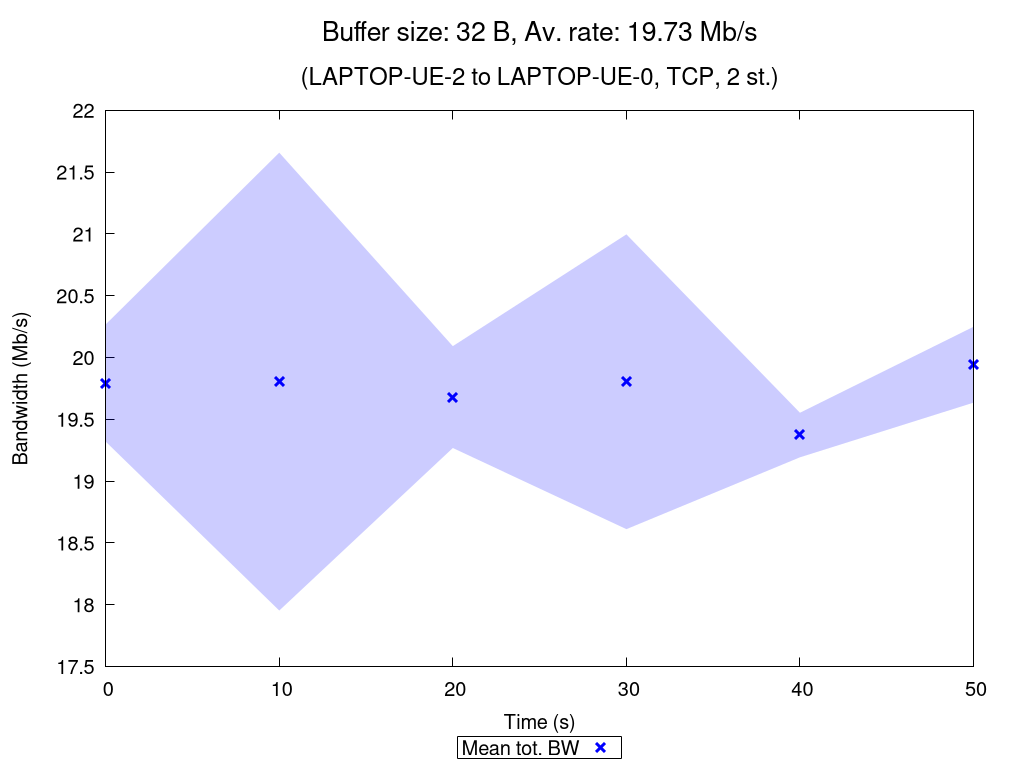 Buffer size: 32 B, Av. rate: 19.73 Mb/s
(LAPTOP-UE-2 to LAPTOP-UE-0, TCP, 2 st.)
22
21.5
21
20.5
20
19.5
19
18.5
18
17.5
Bandwidth (Mb/s)
0 10 20 30 40 50
Time (s)
Mean tot. BW